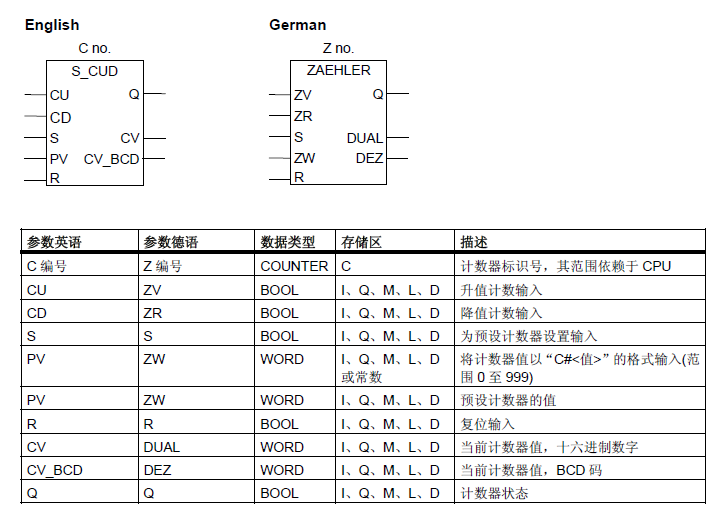 English German
C no. Z no.
S_CUD ZAEHLER
CU Q ZV Q
CD ZR
S CV S DUAL
PV CV_BCD ZW DEZ
R R
参数英语 参数德语 数据类型 存储区 描述
C 编号 Z 编号 COUNTER C 计数器标识号，其范围依赖于 CPU
CU ZV BOOL I、Q、M、L、D 升值计数输入
CD ZR BOOL I、Q、M、L、D 降值计数输入
S S BOOL I、Q、M、L、D 为预设计数器设置输入
PV ZW WORD I、Q、M、L、D 将计数器值以“C#<值>”的格式输入(范
或常数 围 0 至 999)
PV ZW WORD I、Q、M、L、D 预设计数器的值
R R BOOL I、Q、M、L、D 复位输入
CV DUAL WORD I、Q、M、L、D 当前计数器值，十六进制数字
CV_BCD DEZ WORD I、Q、M、L、D 当前计数器值，BCD 码
Q Q BOOL I、Q、M、L、D 计数器状态